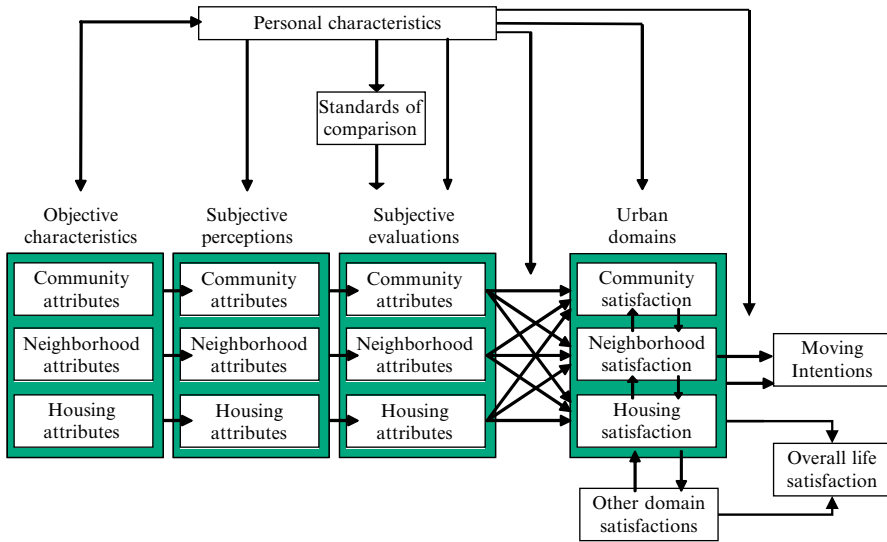 Personal characteristics
Standards of
comparison
Objective
characteristics
Subjective
perceptions
Subjective
evaluations
Urban
domains
Community
attributes
Community
attributes
Community
attributes
Community
satisfaction
Neighborhood
attributes
Neighborhood
attributes
Neighborhood
attributes
Neighborhood
satisfaction
Moving
Intentions
Housing
attributes
Housing
attributes
Housing
attributes
Housing
satisfaction
Overall life
satisfaction
Other domain
satisfactions